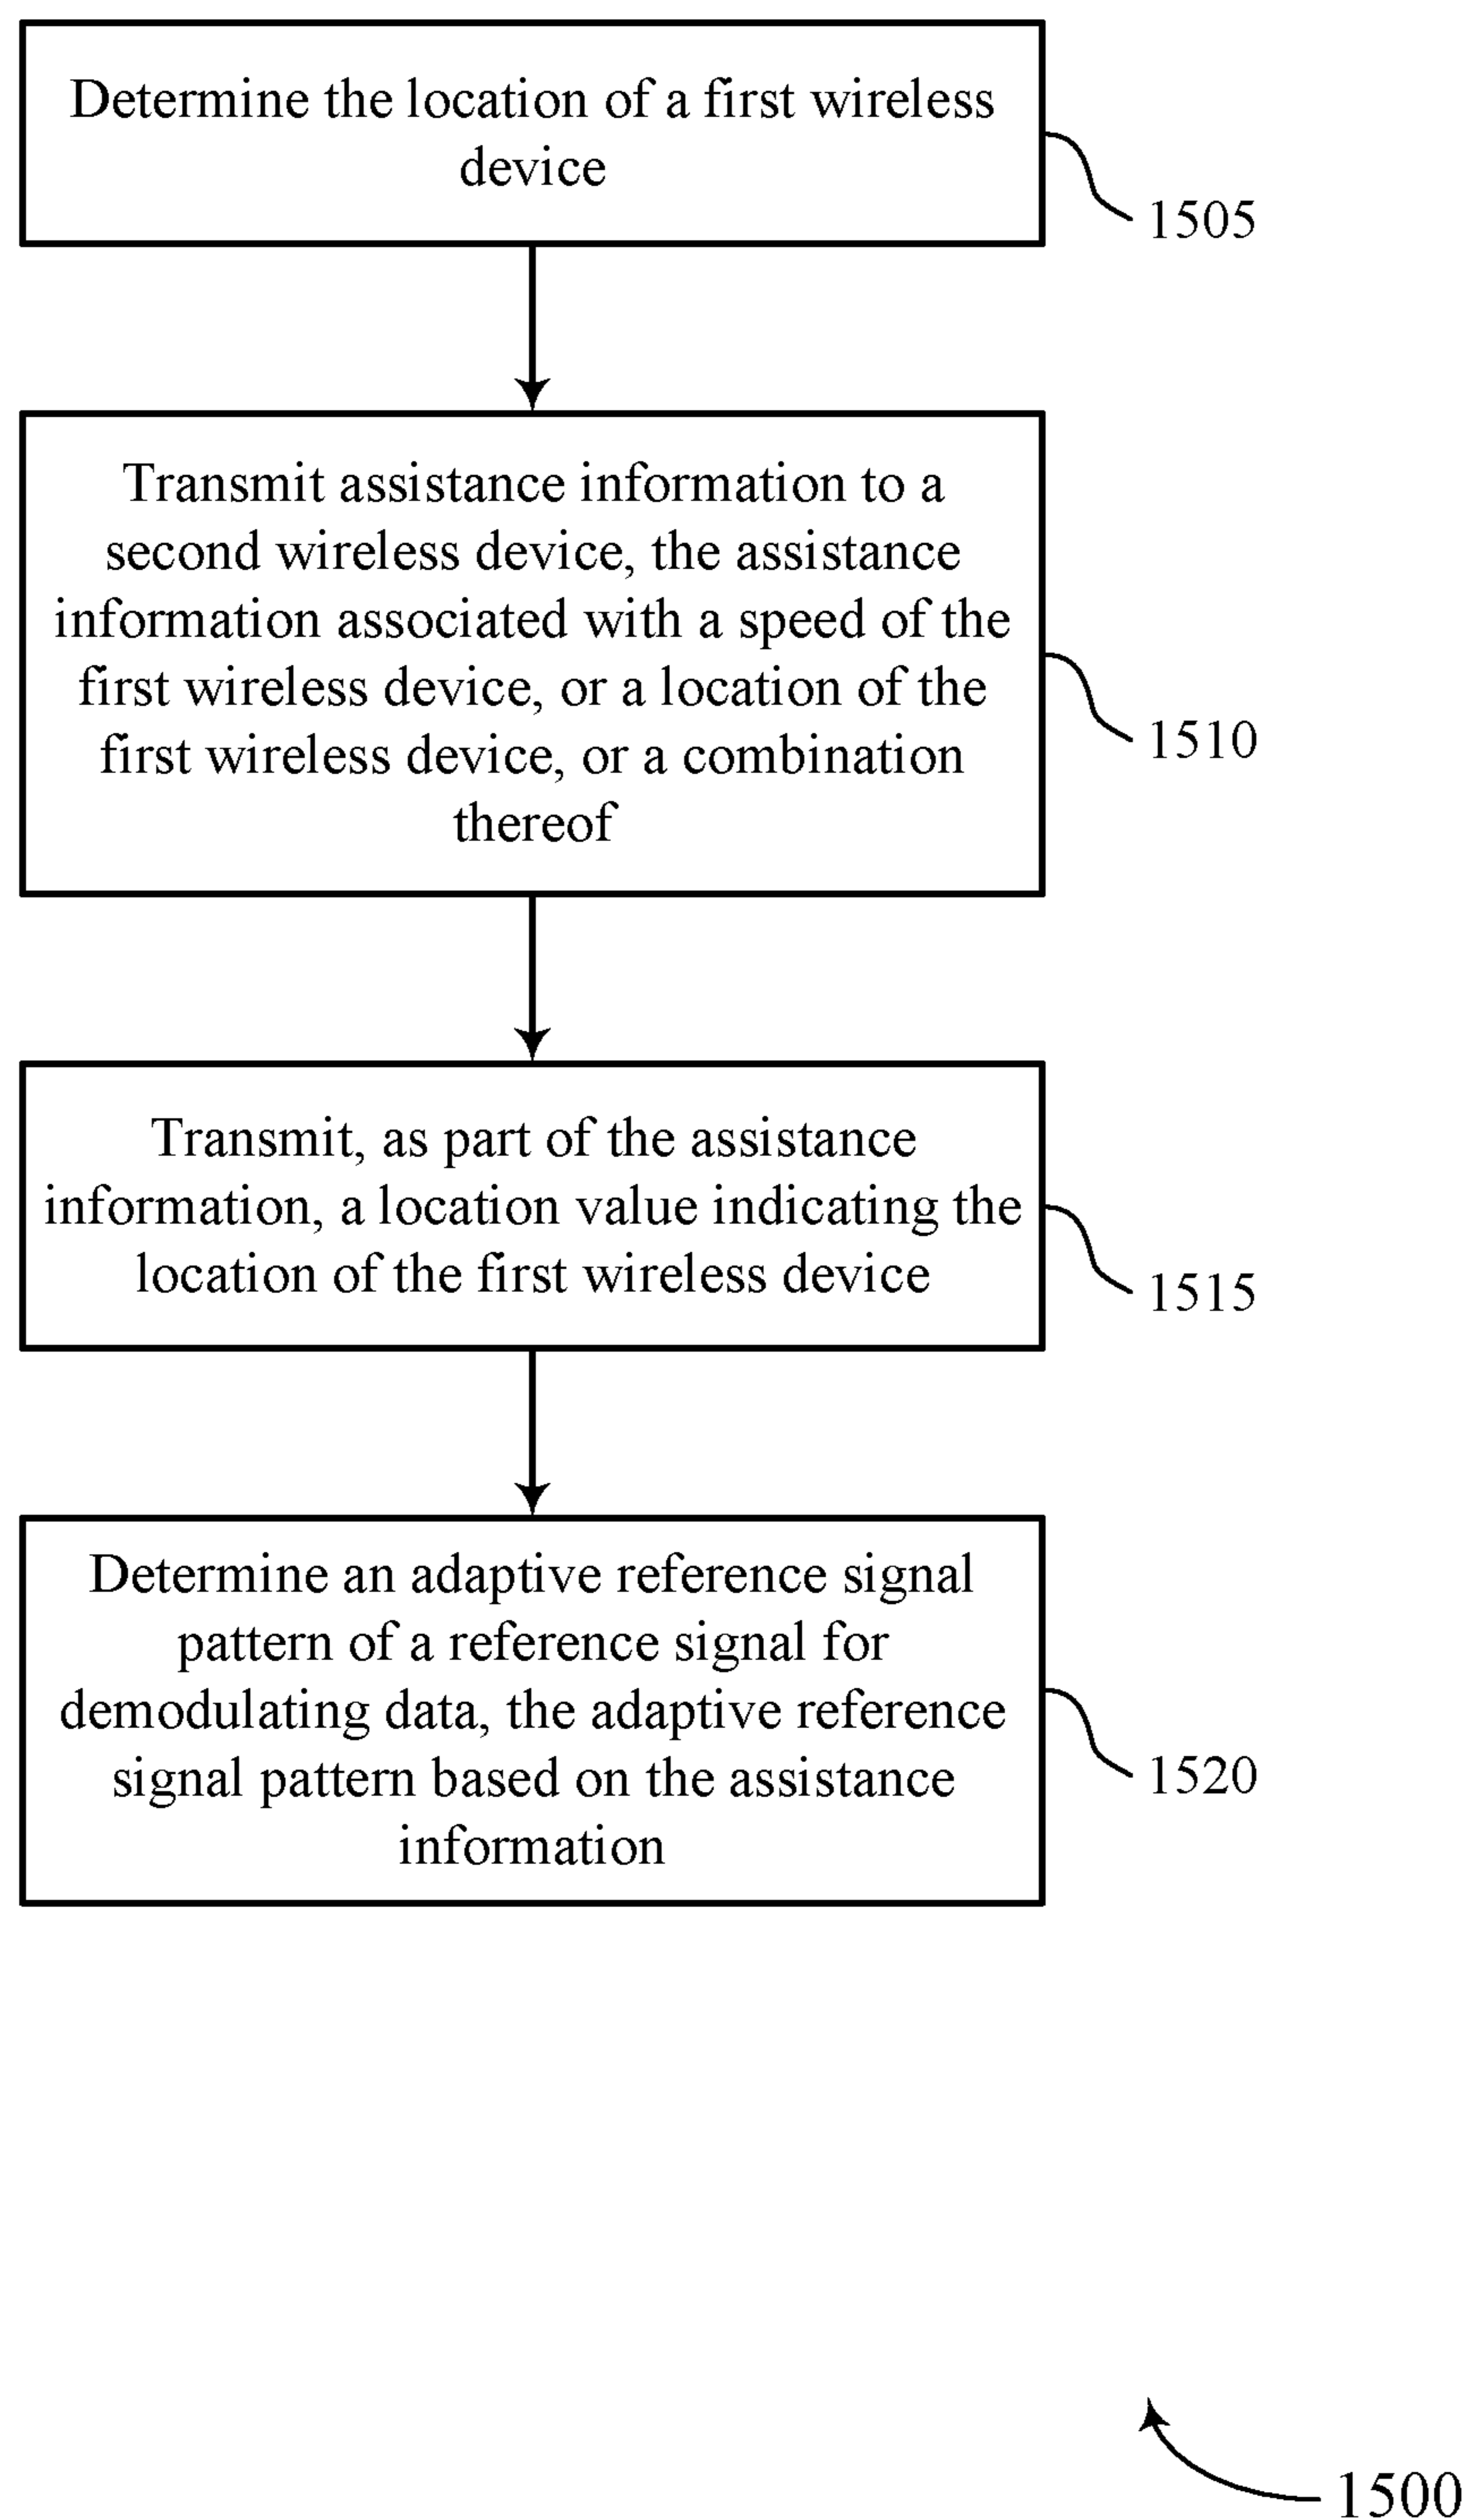 Determine the location of a first wireless
device
1505
Transmit assistance information to a
second wireless device, the assistance
information associated with a speed of the
first wireless device, or a location of the
first wireless device, or a combination
thereof
1510
Transmit, as part of the assistance
information, a location value indicating the
location of the first wireless device
1515
Determine an adaptive reference signal
pattern of a reference signal for
demodulating data, the adaptive reference
signal pattern based on the assistance
information
1520
1500